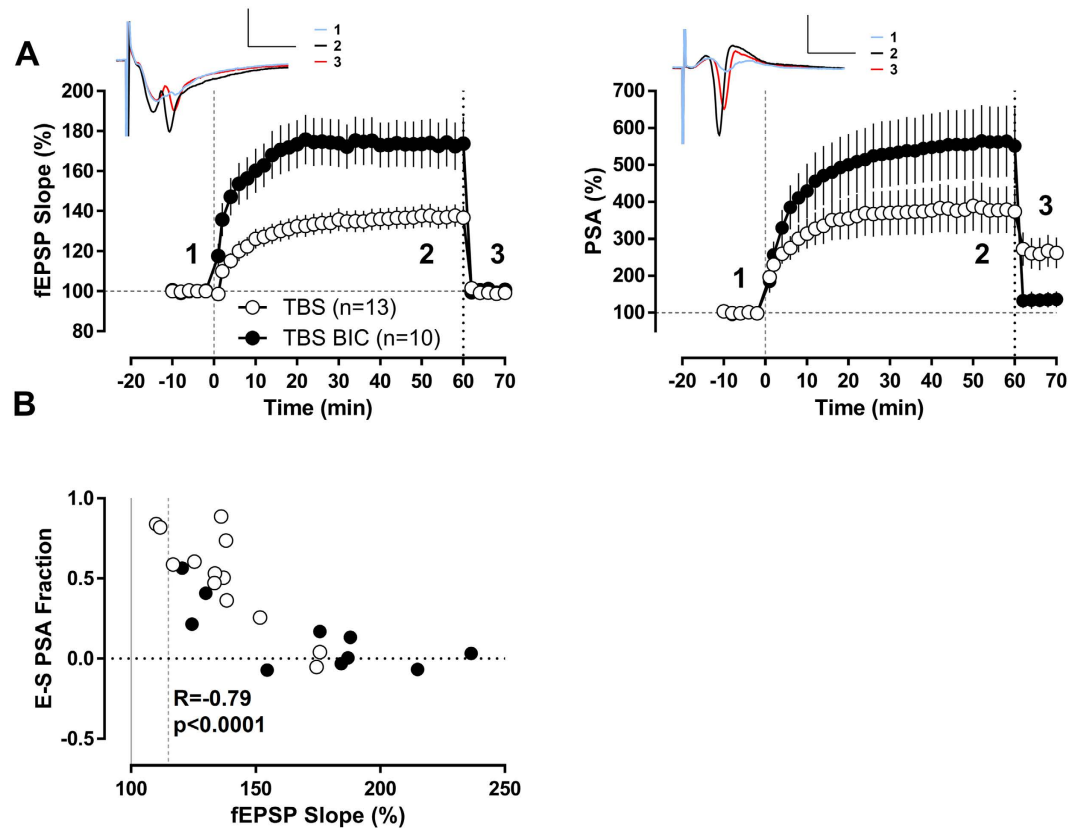 A
1
2
3
1
2
3
fEPSP Slope (%)
200
180
160
140
120
100
80
1
2
3
TBS (n=13)
TBS BIC (n=10)
-20 -10 0 10 20 30 40 50 60 70
Time (min)
PSA (%)
700
600
500
400
300
200
100
1
2
3
-20 -10 0 10 20 30 40 50 60 70
Time (min)
B
E-S PSA Fraction
1.0
0.5
0.0
-0.5
R=-0.79
p<0.0001
100 150 200 250
fEPSP Slope (%)